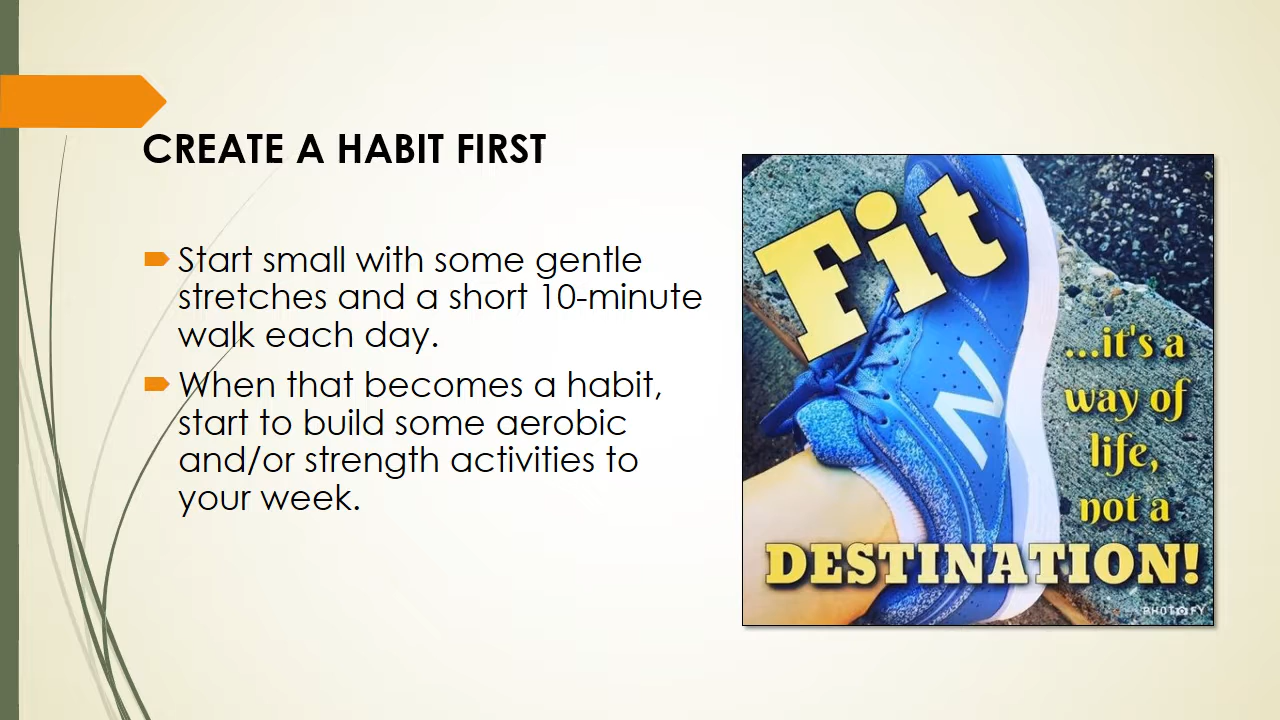 CREATE A HABIT FIRST
Start small with some gentle
stretches and a short 10-minute
walk each day.
When that becomes a habit,
start to build some aerobic
and/or strength activities to
your week.
Fit
...it's a
way of
life,
not a
DESTINATION!
PHOTOFY